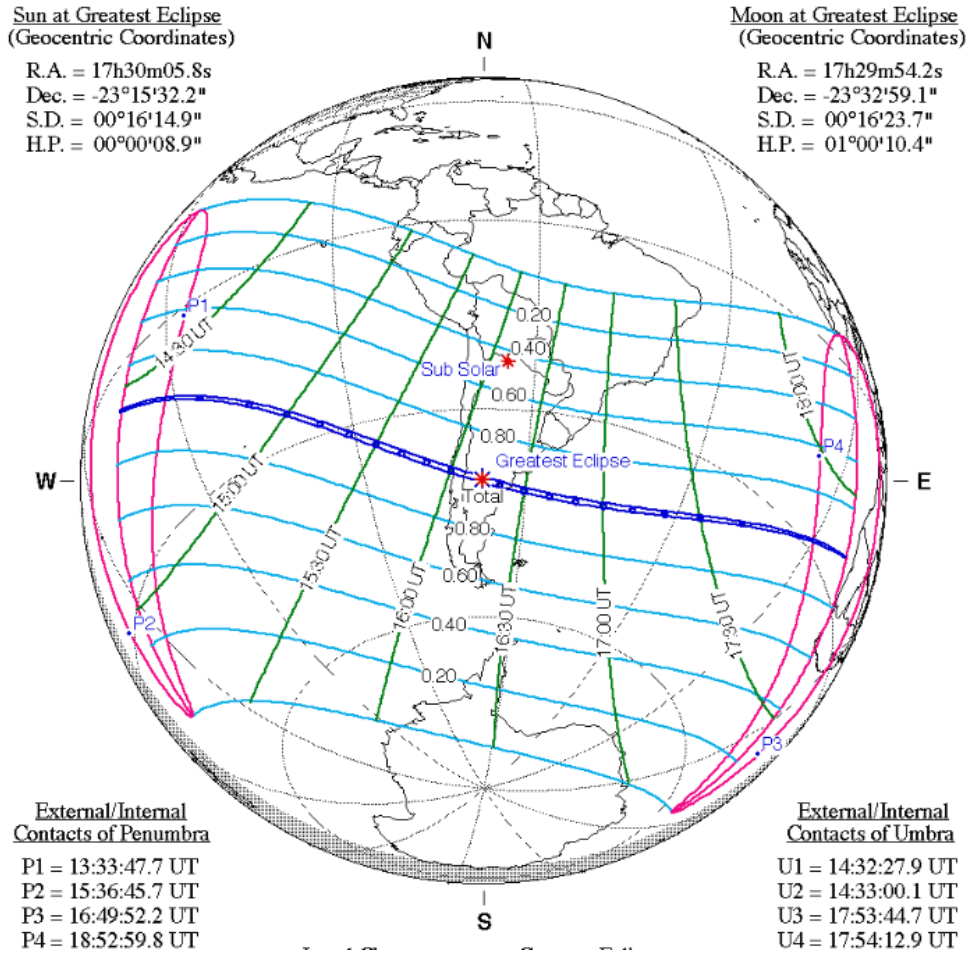 Sun at Greatest Eclipse
(Geocentric Coordinates)
R.A. = 17h30m05.8s
Dec. = -23°15'32.2"
S.D. = 00°16'14.9"
H.P. = 00°00'08.9"
Moon at Greatest Eclipse
(Geocentric Coordinates)
R.A. = 17h29m54.2s
Dec. = -23°32'59.1"
S.D. = 00°16'23.7"
H.P. = 01°00'10.4"
N
P1
14:30 UT
0.20
0.40
Sub Solar
0.60
0.80
18:00 UT
P4
Greatest Eclipse
W
E
Total
15:00 UT
0.80
15:30 UT
0.60
16:00 UT
16:30 UT
17:00 UT
17:30 UT
P2
0.40
0.20
P3
External/Internal
Contacts of Penumbra
P1 = 13:33:47.7 UT
P2 = 15:36:45.7 UT
P3 = 16:49:52.2 UT
P4 = 18:52:59.8 UT
S
External/Internal
Contacts of Umbra
U1 = 14:32:27.9 UT
U2 = 14:33:00.1 UT
U3 = 17:53:44.7 UT
U4 = 17:54:12.9 UT